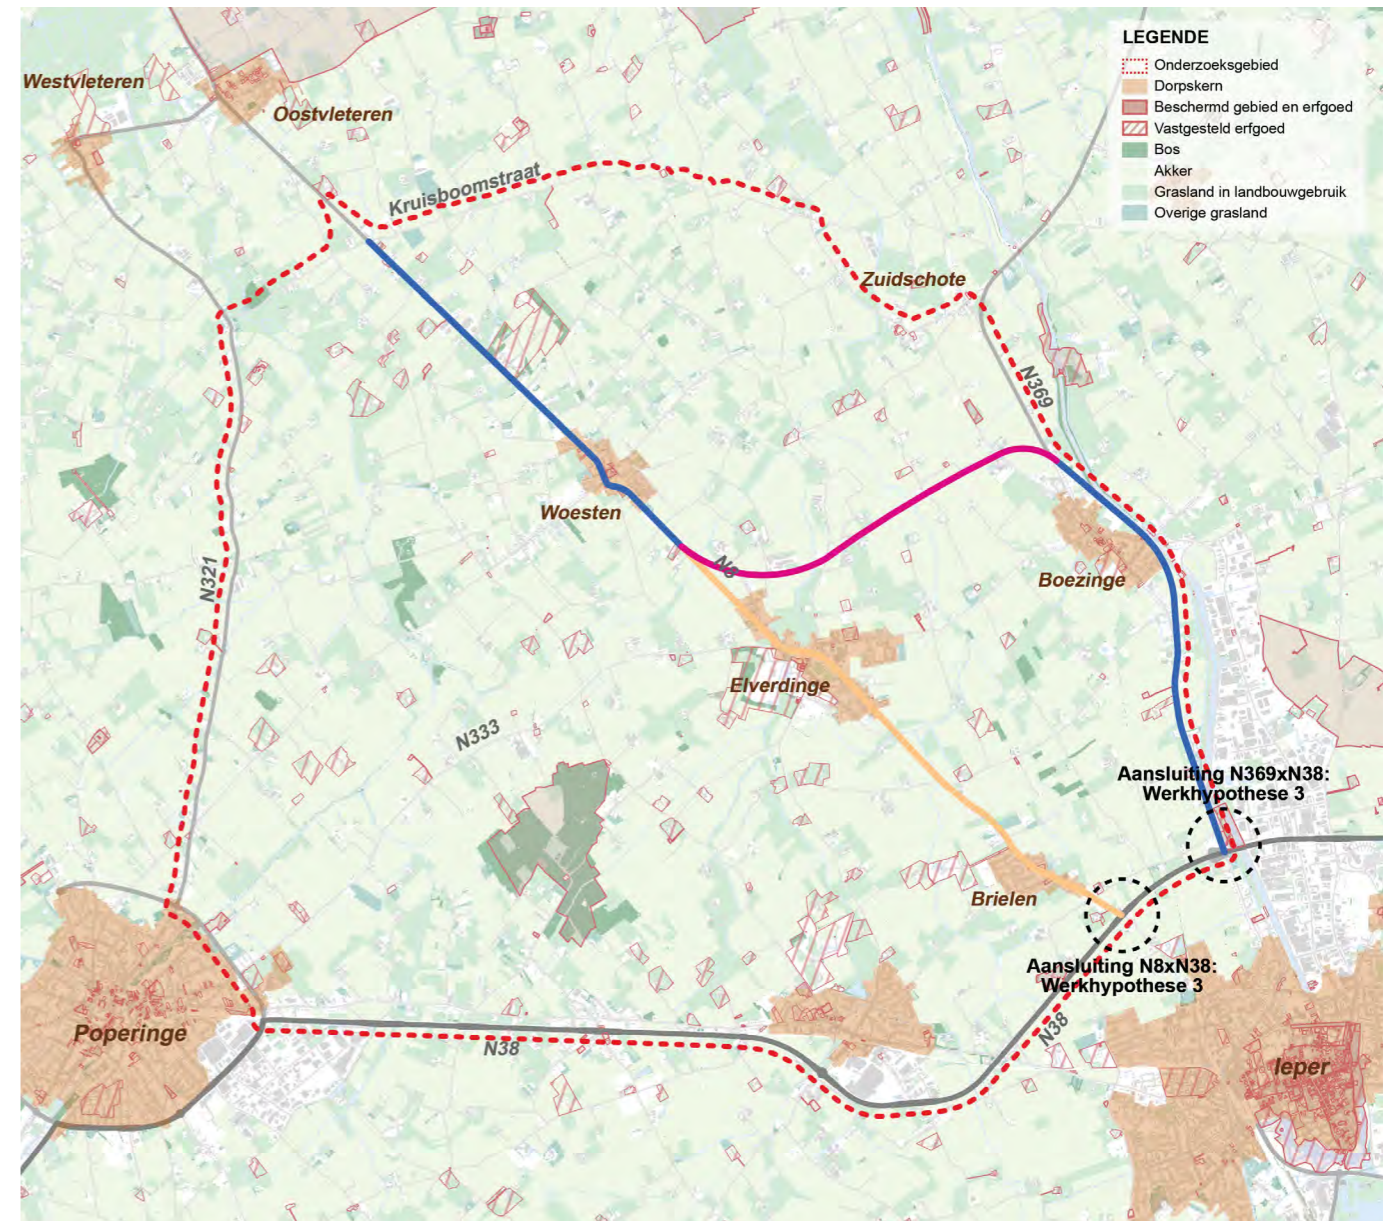 LEGENDE
Onderzoeksgebied
Dorpskern
Beschermd gebied en erfgoed
Vastgesteld erfgoed
Bos
Akker
Grasland in landbouwgebruik
Overige grasland
Westvleteren
Oostvleteren
Kruisboomstraat
Zuidschote
N369
Woesten
N8
Boezinge
N321
Elverdinge
N333
Aansluiting N369xN38:
Werkhypothese 3
Brielen
Aansluiting N8xN38:
Werkhypothese 3
Poperinge
N38
N38
Ieper